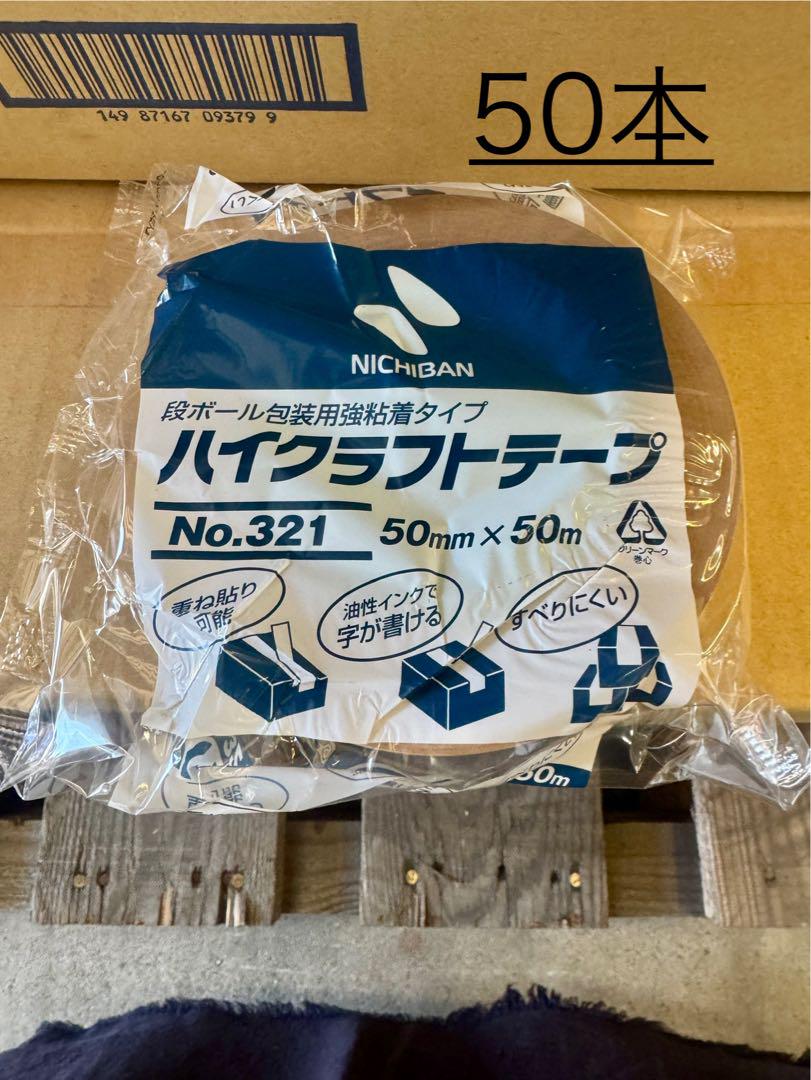 149 87167 09379 9
50本
NICHIBAN
段ボール包装用強粘着タイプ
ハイクラフトテープ
No.321
50mm×50m
グリーンマーク
巻心
重ね貼り
可能
油性インクで
字が書ける
すべりにくい
50m